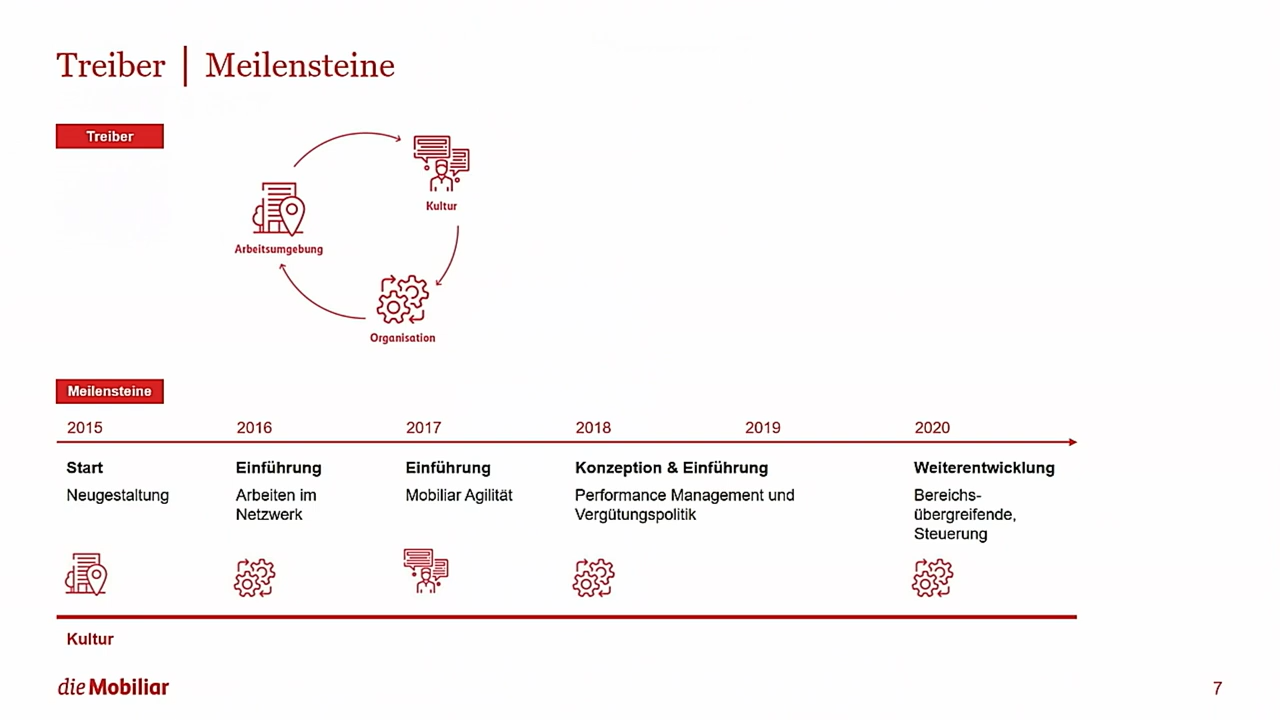 Treiber | Meilensteine
Treiber
Kultur
Arbeitsumgebung
Organisation
Meilensteine
2015 2016 2017 2018 2019 2020
Start
Neugestaltung
Einführung
Arbeiten im
Netzwerk
Einführung
Mobiliar Agilität
Konzeption & Einführung
Performance Management und
Vergütungspolitik
Weiterentwicklung
Bereichs-
übergreifende,
Steuerung
Kultur
die Mobiliar
7